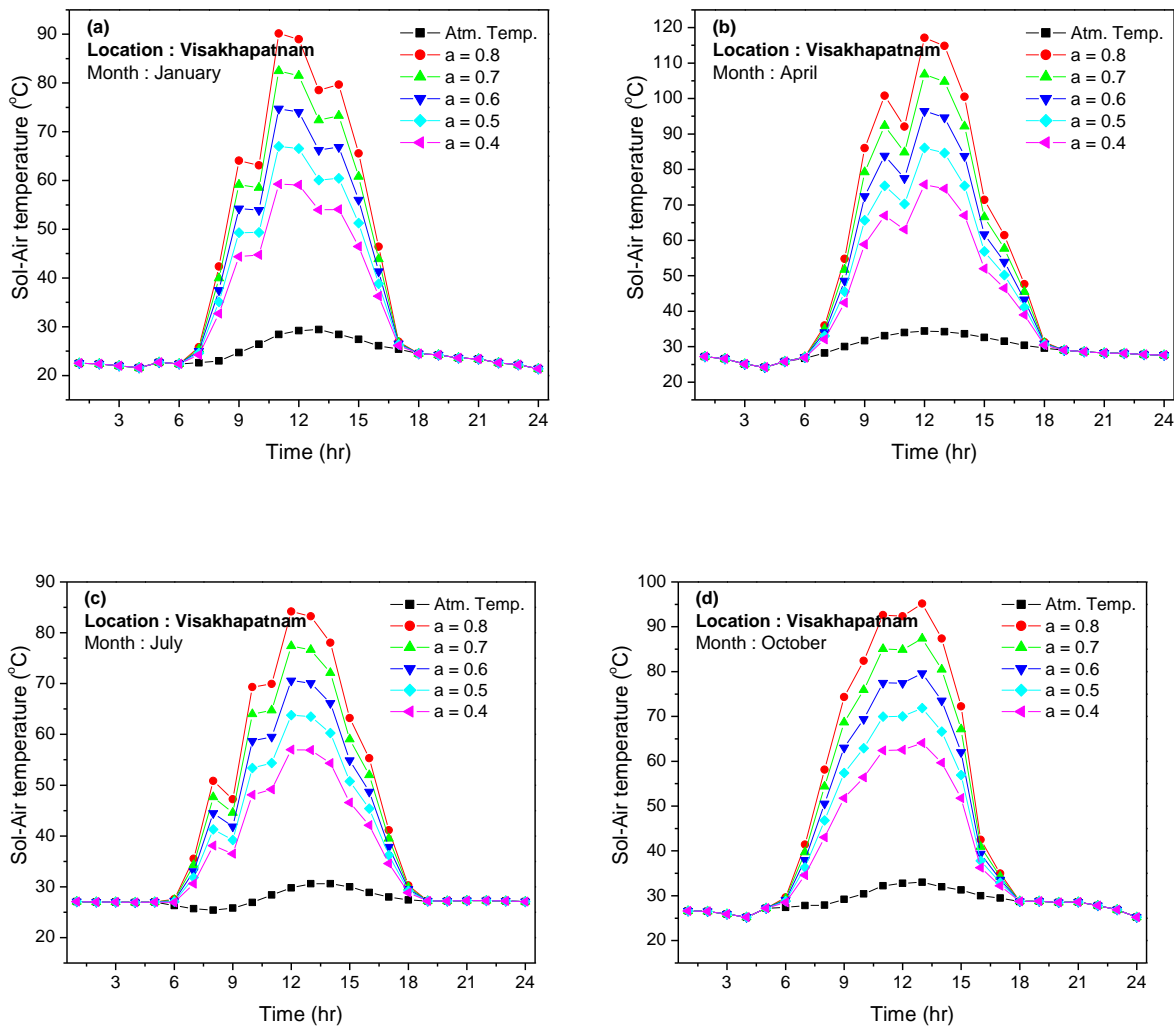 (a)
Location : Visakhapatnam
Month : January
Atm. Temp.
a = 0.8
a = 0.7
a = 0.6
a = 0.5
a = 0.4
90
80
70
60
50
40
30
20
Sol-Air temperature (°C)
3 6 9 12 15 18 21 24
Time (hr)
(b)
Location : Visakhapatnam
Month : April
Atm. Temp.
a = 0.8
a = 0.7
a = 0.6
a = 0.5
a = 0.4
120
110
100
90
80
70
60
50
40
30
20
Sol-Air temperature (°C)
3 6 9 12 15 18 21 24
Time (hr)
(c)
Location : Visakhapatnam
Month : July
Atm. Temp.
a = 0.8
a = 0.7
a = 0.6
a = 0.5
a = 0.4
90
80
70
60
50
40
30
20
Sol-Air temperature (°C)
3 6 9 12 15 18 21 24
Time (hr)
(d)
Location : Visakhapatnam
Month : October
Atm. Temp.
a = 0.8
a = 0.7
a = 0.6
a = 0.5
a = 0.4
100
90
80
70
60
50
40
30
20
Sol-Air temperature (°C)
3 6 9 12 15 18 21 24
Time (hr)